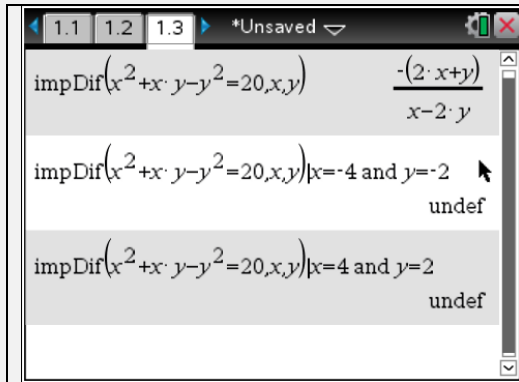 1.1 1.2 1.3 *Unsaved
impDif(x²+x·y−y²=20,x,y) -(2·x+y)
x−2·y
impDif(x²+x·y−y²=20,x,y)|x=-4 and y=-2
undef
impDif(x²+x·y−y²=20,x,y)|x=4 and y=2
undef